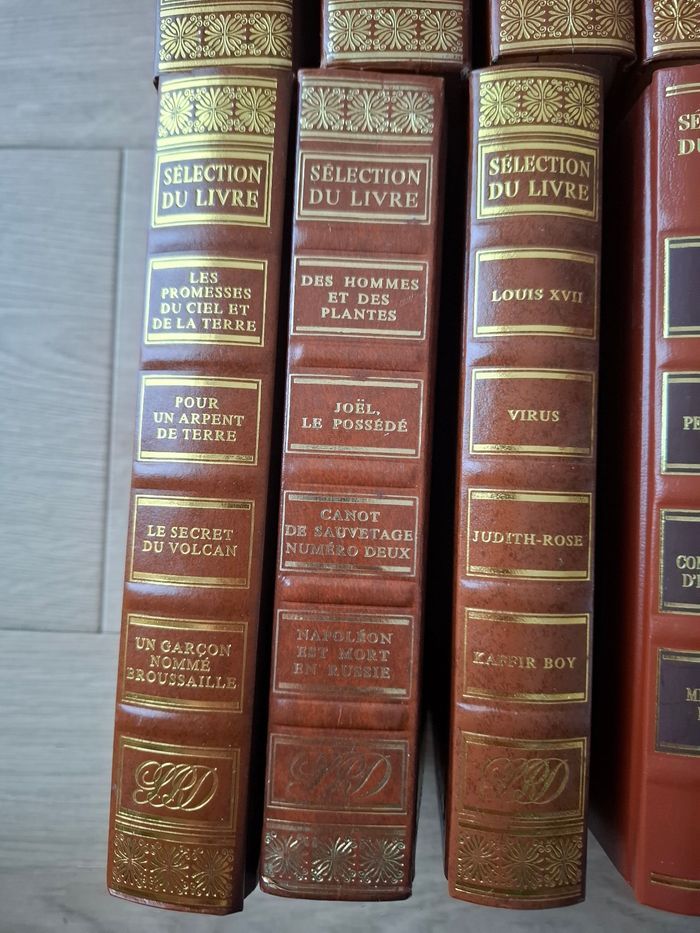 SÉLECTION
DU LIVRE
LES
PROMESSES
DU CIEL ET
DE LA TERRE
POUR
UN ARPENT
DE TERRE
LE SECRET
DU VOLCAN
UN GARÇON
NOMMÉ
BROUSSAILLE
SÉLECTION
DU LIVRE
DES HOMMES
ET DES
PLANTES
JOËL,
LE POSSÉDÉ
CANOT
DE SAUVETAGE
NUMÉRO DEUX
NAPOLÉON
EST MORT
EN RUSSIE
SÉLECTION
DU LIVRE
LOUIS XVII
VIRUS
JUDITH-ROSE
KAFFIR BOY